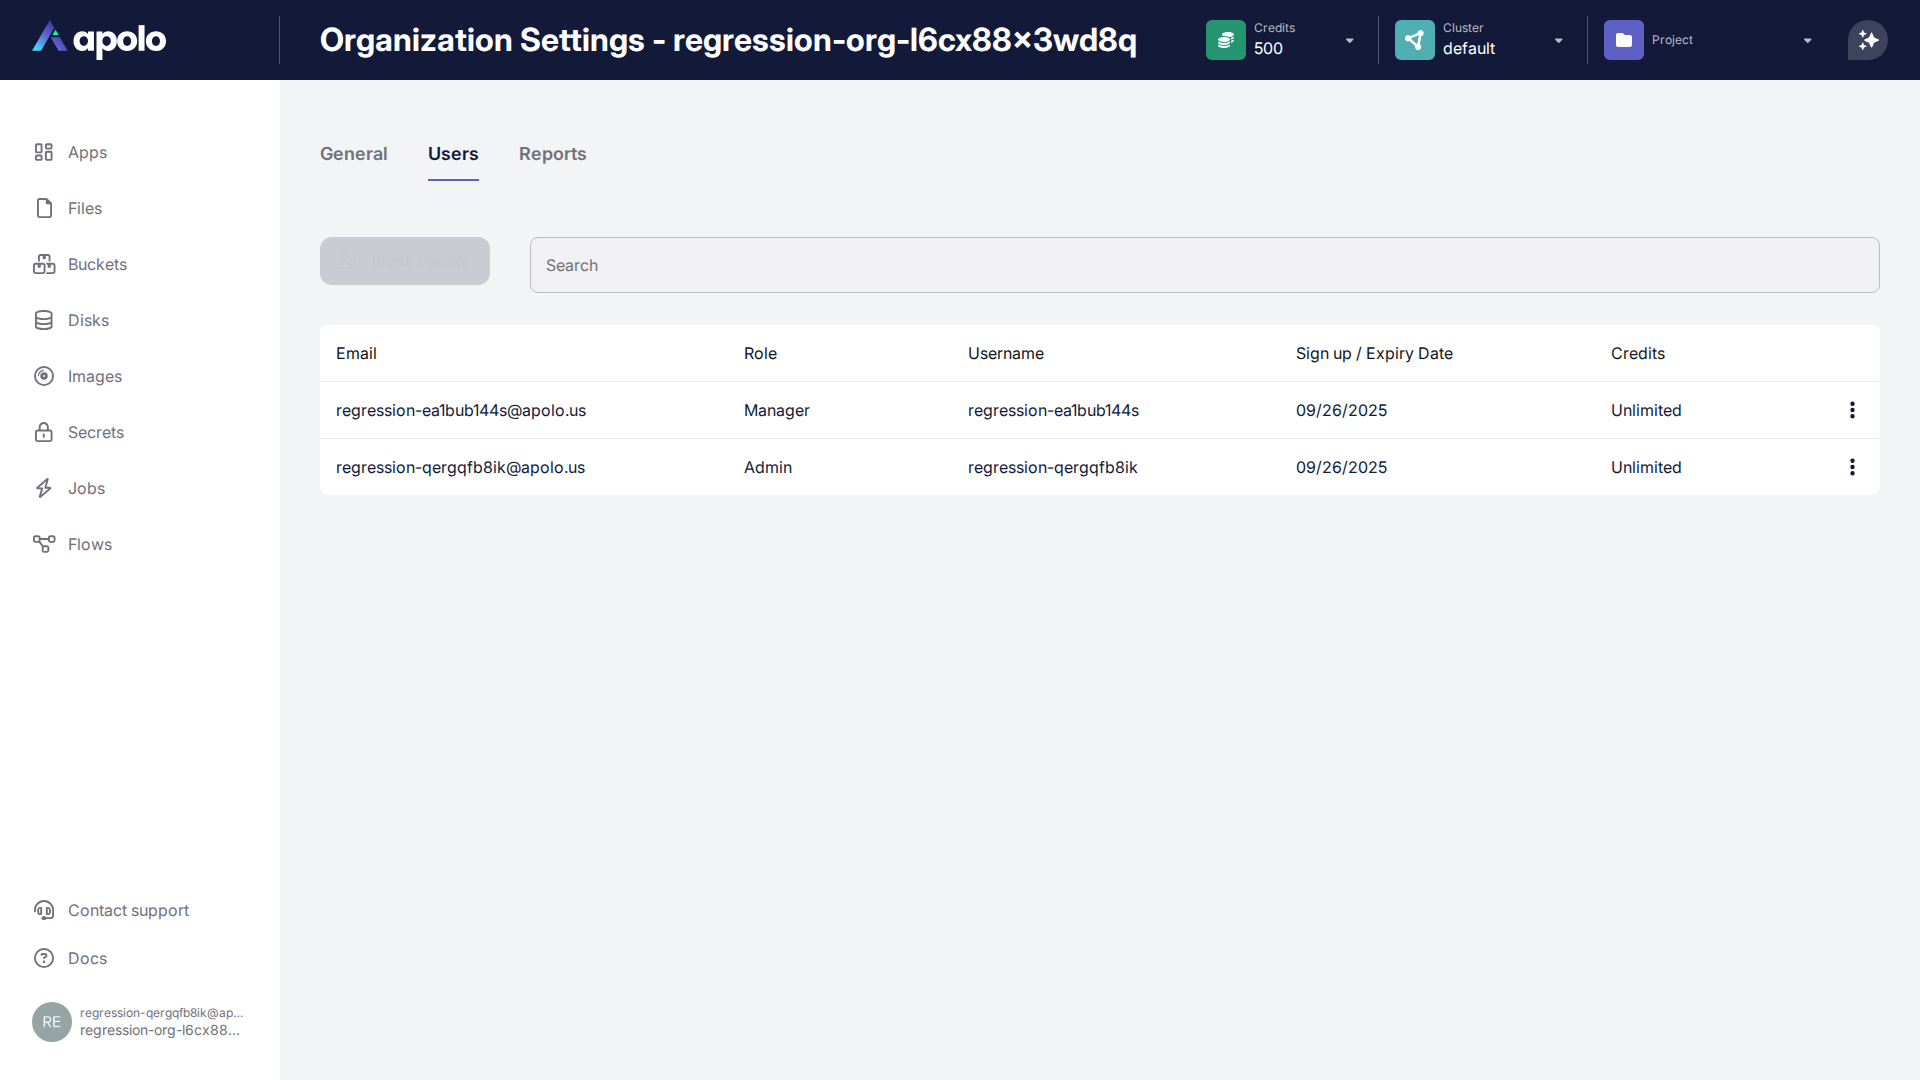 apolo
Organization Settings - regression-org-l6cx88x3wd8q
Credits
500
Cluster
default
Project
Apps
Files
Buckets
Disks
Images
Secrets
Jobs
Flows
General Users Reports
Invite People
Search
Email Role Username Sign up / Expiry Date Credits
regression-ea1bub144s@apolo.us Manager regression-ea1bub144s 09/26/2025 Unlimited
regression-qergqfb8ik@apolo.us Admin regression-qergqfb8ik 09/26/2025 Unlimited
Contact support
Docs
RE
regression-qergqfb8ik@ap...
regression-org-l6cx88...